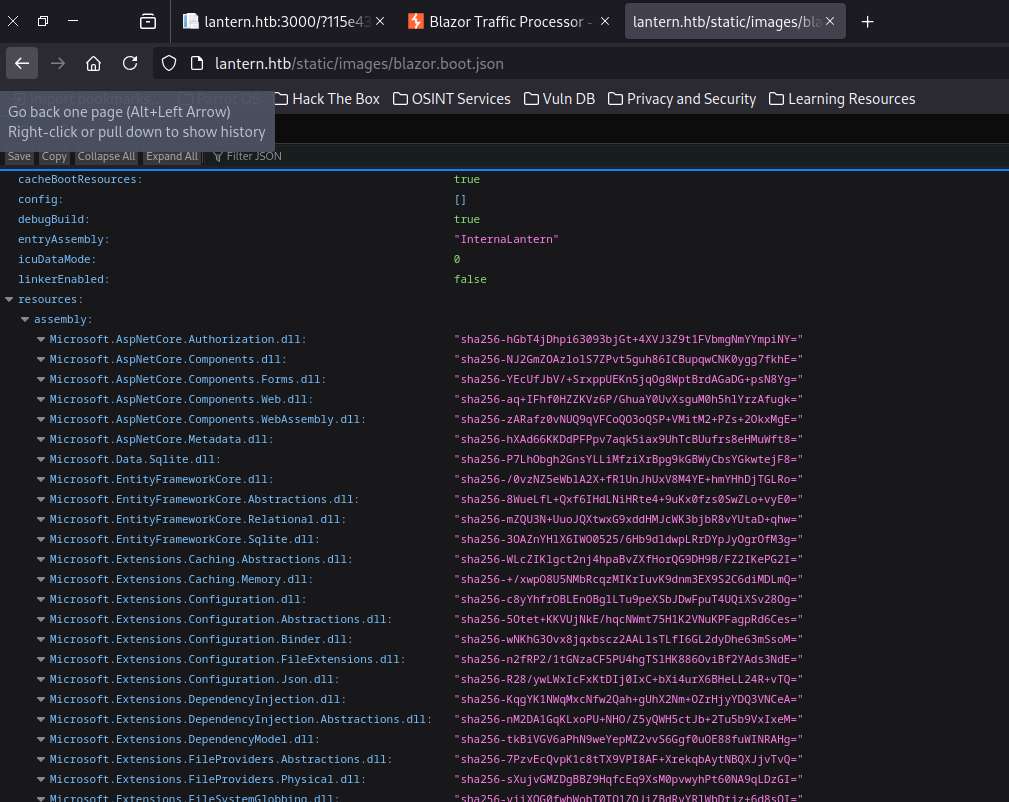 lantern.htb:3000/?115e43
Blazor Traffic Processor -
lantern.htb/static/images/bla
lantern.htb/static/images/blazor.boot.json
Import bookmarks... Parrot OS Hack The Box OSINT Services Vuln DB Privacy and Security Learning Resources
Go back one page (Alt+Left Arrow)
Right-click or pull down to show history
Save Copy Collapse All Expand All Filter JSON
cacheBootResources: true
config: []
debugBuild: true
entryAssembly: "InternaLantern"
icuDataMode: 0
linkerEnabled: false
resources:
assembly:
Microsoft.AspNetCore.Authorization.dll: "sha256-hGbT4jDhpi63093bjGt+4XVJ3Z9t1FVbmgNmYYmpiNY="
Microsoft.AspNetCore.Components.dll: "sha256-NJ2GmZOAzlolS7ZPvt5guh86ICBupqwCNK0ygg7fkhE="
Microsoft.AspNetCore.Components.Forms.dll: "sha256-YEcUfJbV/+SrxppUEKn5jqOg8WptBrdAGaDG+psN8Yg="
Microsoft.AspNetCore.Components.Web.dll: "sha256-aq+IFhf0HZZKVz6P/GhuaY0UvXsguM0h5h1YrzAfugk="
Microsoft.AspNetCore.Components.WebAssembly.dll: "sha256-zARafz0vNUQ9qVFCoQO3oQSP+VMitM2+PZs+2OkxMgE="
Microsoft.AspNetCore.Metadata.dll: "sha256-hXAd66KKDdPFPpv7aqk5iax9UhTcBUufrs8eHMuWft8="
Microsoft.Data.Sqlite.dll: "sha256-P7LhObgh2GnsYLLiMfziXrBpg9kGBWyCbsYGkwtejF8="
Microsoft.EntityFrameworkCore.dll: "sha256-/0vzNZ5eWblA2X+fR1UnJhUxV8M4YE+hmYHhDjTGLRo="
Microsoft.EntityFrameworkCore.Abstractions.dll: "sha256-8WueLfL+Qxf6IHdLNiHRte4+9uKx0fzs0SwZLo+vyE0="
Microsoft.EntityFrameworkCore.Relational.dll: "sha256-mZQU3N+UuoJQXtwxG9xddHMJcWK3bjbR8vYUtaD+qhw="
Microsoft.EntityFrameworkCore.Sqlite.dll: "sha256-3OAZnYHlX6IWO0525/6Hb9dldwpLRrDYpJyOgrOfM3g="
Microsoft.Extensions.Caching.Abstractions.dll: "sha256-WLcZIKlgct2nj4hpaBvZXfHorQG9DH9B/FZ2IKePG2I="
Microsoft.Extensions.Caching.Memory.dll: "sha256-+/xwpO8U5NMbRcqzMIKrIuvK9dnm3EX9S2C6diMDLmQ="
Microsoft.Extensions.Configuration.dll: "sha256-c8yYhfrOBLEnOBglLTu9peXSbJDwFpuT4UQiXSv28Og="
Microsoft.Extensions.Configuration.Abstractions.dll: "sha256-5Otet+KKVUjNkE/hqcNWmt75H1K2VNuKPFagpRd6Ces="
Microsoft.Extensions.Configuration.Binder.dll: "sha256-wNKhG3Ovx8jqxbscz2AAL1sTLfI6GL2dyDhe63mSsoM="
Microsoft.Extensions.Configuration.FileExtensions.dll: "sha256-n2fRP2/1tGNzaCF5PU4hgTS1HK886OviBf2YAds3NdE="
Microsoft.Extensions.Configuration.Json.dll: "sha256-R28/ywLWxIcFxKtDIj0IxC+bXi4urX6BHeLL24R+vTQ="
Microsoft.Extensions.DependencyInjection.dll: "sha256-KqgYK1NWqMxcNfw2Qah+gUhX2Nm+OZrHjyYDQ3VNCeA="
Microsoft.Extensions.DependencyInjection.Abstractions.dll: "sha256-nM2DA1GqKLxoPU+NHO/Z5yQWH5ctJb+2Tu5b9VxIxeM="
Microsoft.Extensions.DependencyModel.dll: "sha256-tkBiVGV6aPhN9weYepMZ2vvS6Ggf0uOE88fuWINRAHg="
Microsoft.Extensions.FileProviders.Abstractions.dll: "sha256-7PzvEcQvpK1c8tTX9VPI8AF+XrekqbAytNBQXJjvTvQ="
Microsoft.Extensions.FileProviders.Physical.dll: "sha256-sXujvGMZDgBBZ9HqfcEq9XsM0pvwyhPt60NA9qLDzGI="
Microsoft.Extensions.FileSystemGlobbing.dll: